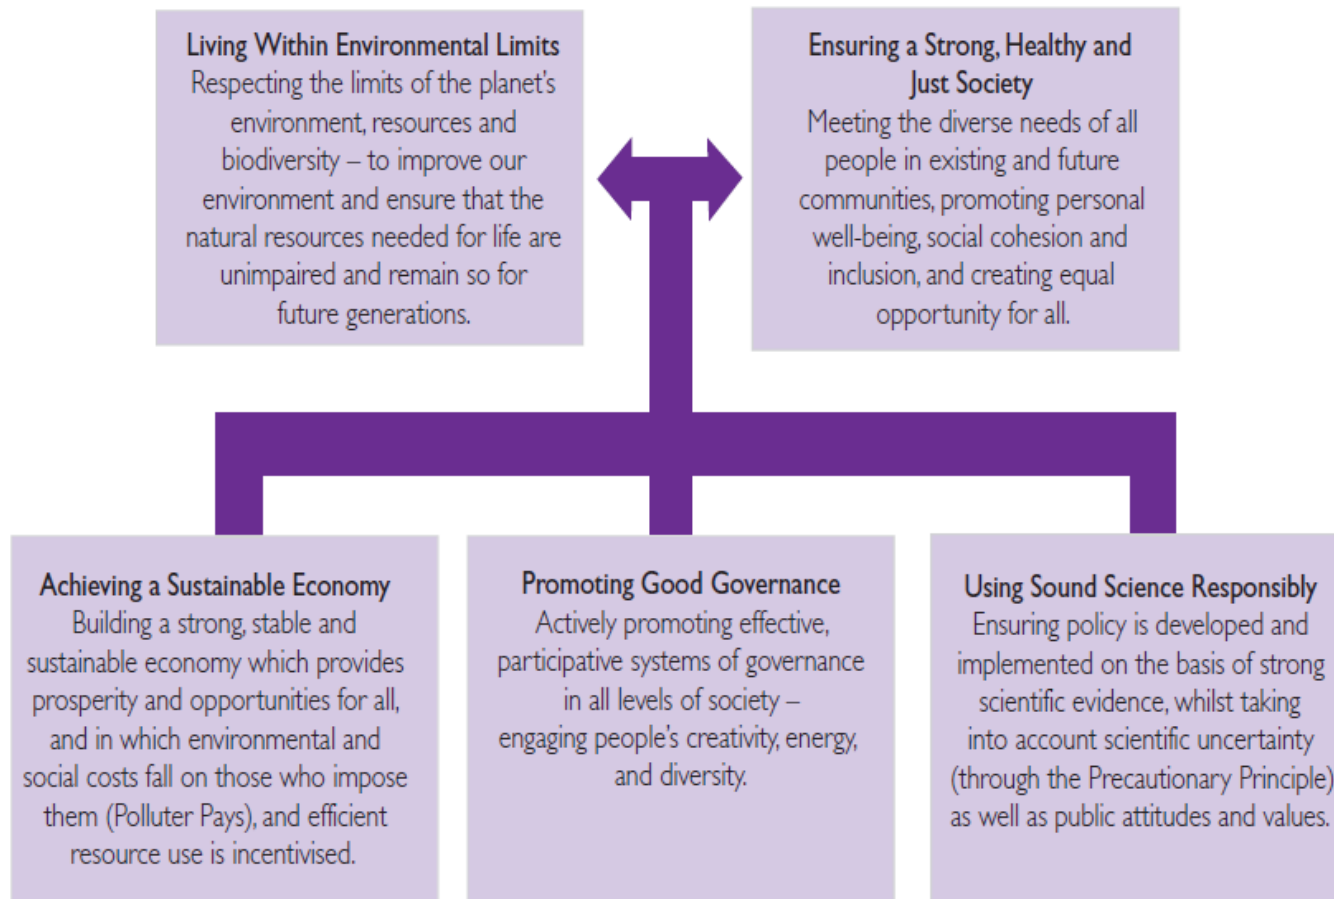 Living Within Environmental Limits
Respecting the limits of the planet's
environment, resources and
biodiversity – to improve our
environment and ensure that the
natural resources needed for life are
unimpaired and remain so for
future generations.
Ensuring a Strong, Healthy and
Just Society
Meeting the diverse needs of all
people in existing and future
communities, promoting personal
well-being, social cohesion and
inclusion, and creating equal
opportunity for all.
Achieving a Sustainable Economy
Building a strong, stable and
sustainable economy which provides
prosperity and opportunities for all,
and in which environmental and
social costs fall on those who impose
them (Polluter Pays), and efficient
resource use is incentivised.
Promoting Good Governance
Actively promoting effective,
participative systems of governance
in all levels of society –
engaging people's creativity, energy,
and diversity.
Using Sound Science Responsibly
Ensuring policy is developed and
implemented on the basis of strong
scientific evidence, whilst taking
into account scientific uncertainty
(through the Precautionary Principle)
as well as public attitudes and values.